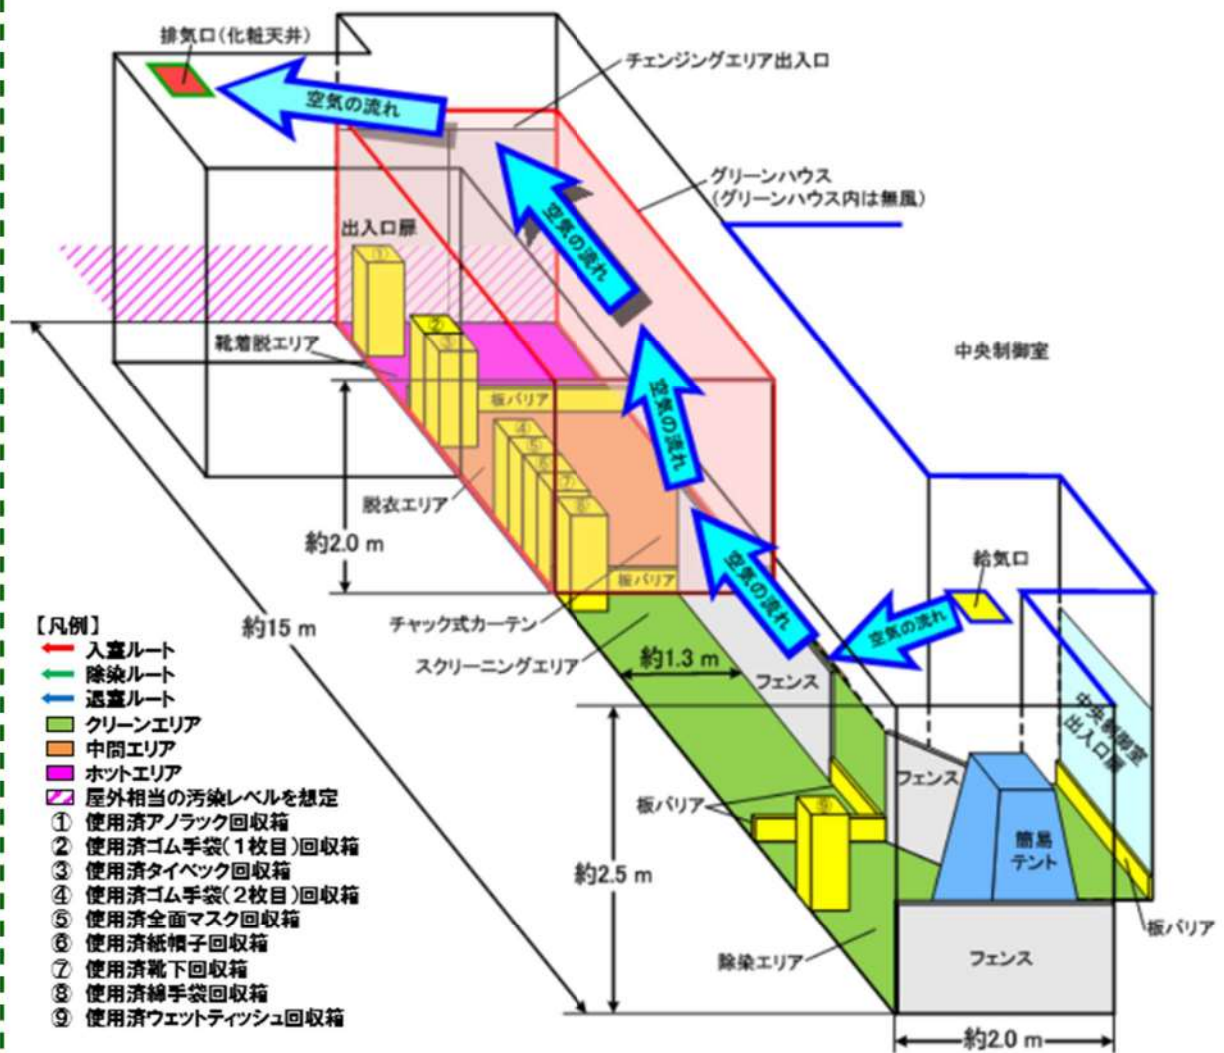 排気口(化粧天井)
チェンジングエリア出入口
空気の流れ
グリーンハウス
(グリーンハウス内は無風)
空気の流れ
出入口扉
①
②
③
靴着脱エリア
中央制御室
空気の流れ
板バリア
④
⑤
⑥
⑦
⑧
脱衣エリア
約2.0 m
給気口
空気の流れ
空気の流れ
板バリア
チャック式カーテン
スクリーニングエリア
約1.3 m
フェンス
約15 m
中央制御室
出入口扉
フェンス
板バリア
⑨
簡易
テント
約2.5 m
板バリア
除染エリア
フェンス
約2.0 m
【凡例】
入室ルート
除染ルート
退室ルート
クリーンエリア
中間エリア
ホットエリア
屋外相当の汚染レベルを想定
① 使用済アノラック回収箱
② 使用済ゴム手袋(1枚目)回収箱
③ 使用済タイベック回収箱
④ 使用済ゴム手袋(2枚目)回収箱
⑤ 使用済全面マスク回収箱
⑥ 使用済紙帽子回収箱
⑦ 使用済靴下回収箱
⑧ 使用済綿手袋回収箱
⑨ 使用済ウェットティッシュ回収箱